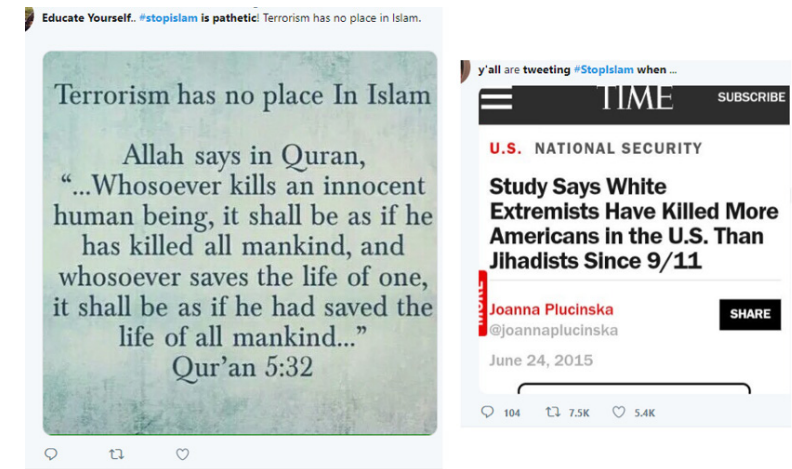 Educate Yourself.. #stopislam is pathetic! Terrorism has no place in Islam.
Terrorism has no place In Islam
Allah says in Quran,
“...Whosoever kills an innocent
human being, it shall be as if he
has killed all mankind, and
whosoever saves the life of one,
it shall be as if he had saved the
life of all mankind...”
Qur’an 5:32
y'all are tweeting #StopIslam when ...
TIME
SUBSCRIBE
U.S. NATIONAL SECURITY
Study Says White
Extremists Have Killed More
Americans in the U.S. Than
Jihadists Since 9/11
MORE
Joanna Plucinska
@joannaplucinska
SHARE
June 24, 2015
104 7.5K 5.4K